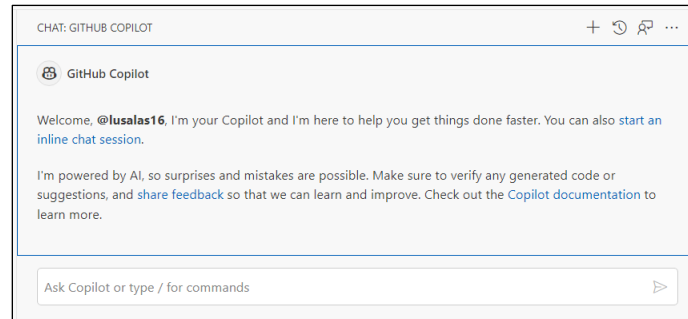 CHAT: GITHUB COPILOT
GitHub Copilot
Welcome, @lusalas16, I'm your Copilot and I'm here to help you get things done faster. You can also start an
inline chat session.
I'm powered by AI, so surprises and mistakes are possible. Make sure to verify any generated code or
suggestions, and share feedback so that we can learn and improve. Check out the Copilot documentation to
learn more.
Ask Copilot or type / for commands